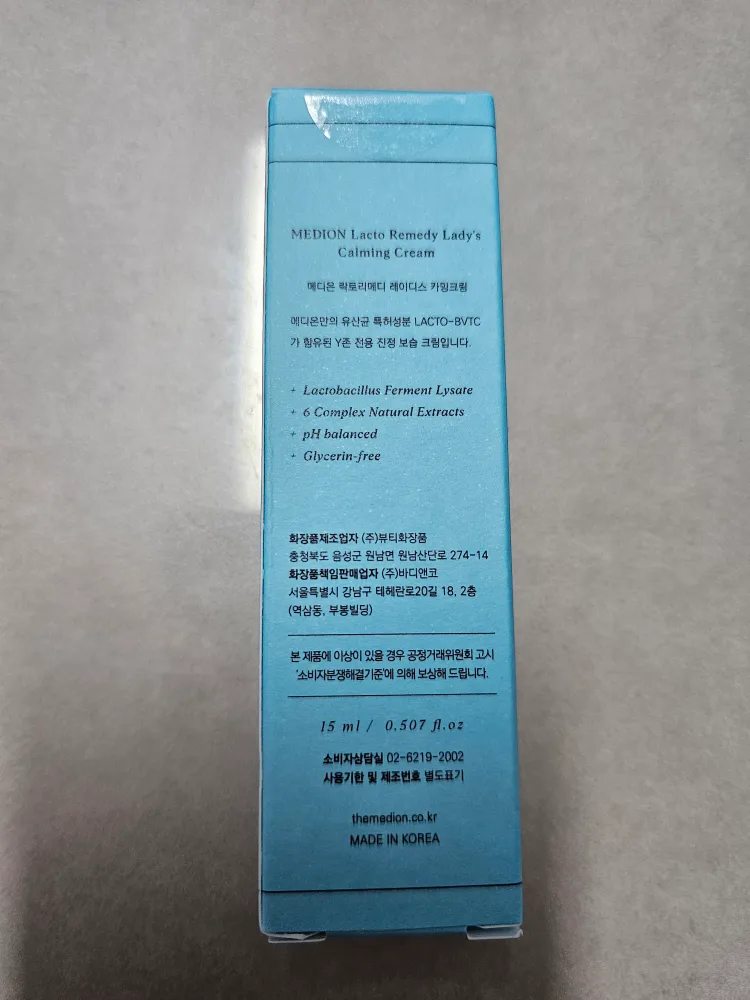 MEDION Lacto Remedy Lady's
Calming Cream
메디온 락토리메디 레이디스 카밍크림
메디온만의 유산균 특허성분 LACTO-BVTC
가 함유된 Y존 전용 진정 보습 크림입니다.
+ Lactobacillus Ferment Lysate
+ 6 Complex Natural Extracts
+ pH balanced
+ Glycerin-free
화장품제조업자 (주)뷰티화장품
충청북도 음성군 원남면 원남산단로 274-14
화장품책임판매업자 (주)바디앤코
서울특별시 강남구 테헤란로20길 18, 2층
(역삼동, 부봉빌딩)
본 제품에 이상이 있을 경우 공정거래위원회 고시
'소비자분쟁해결기준'에 의해 보상해 드립니다.
15 ml / 0.507 fl.oz
소비자상담실 02-6219-2002
사용기한 및 제조번호 별도표기
themedion.co.kr
MADE IN KOREA